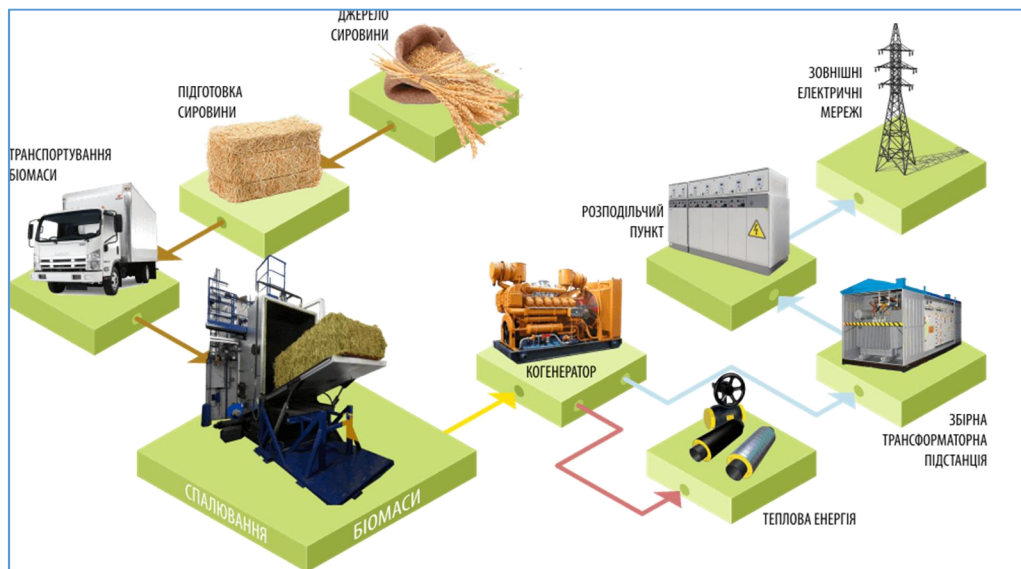 ДЖЕРЕЛО
СИРОВИНИ
ПІДГОТОВКА
СИРОВИНИ
ТРАНСПОРТУВАННЯ
БІОМАСИ
СПАЛЮВАННЯ
БІОМАСИ
КОГЕНЕРАТОР
ТЕПЛОВА ЕНЕРГІЯ
ЗБІРНА
ТРАНСФОРМАТОРНА
ПІДСТАНЦІЯ
РОЗПОДІЛЬЧИЙ
ПУНКТ
ЗОВНІШНІ
ЕЛЕКТРИЧНІ
МЕРЕЖІ